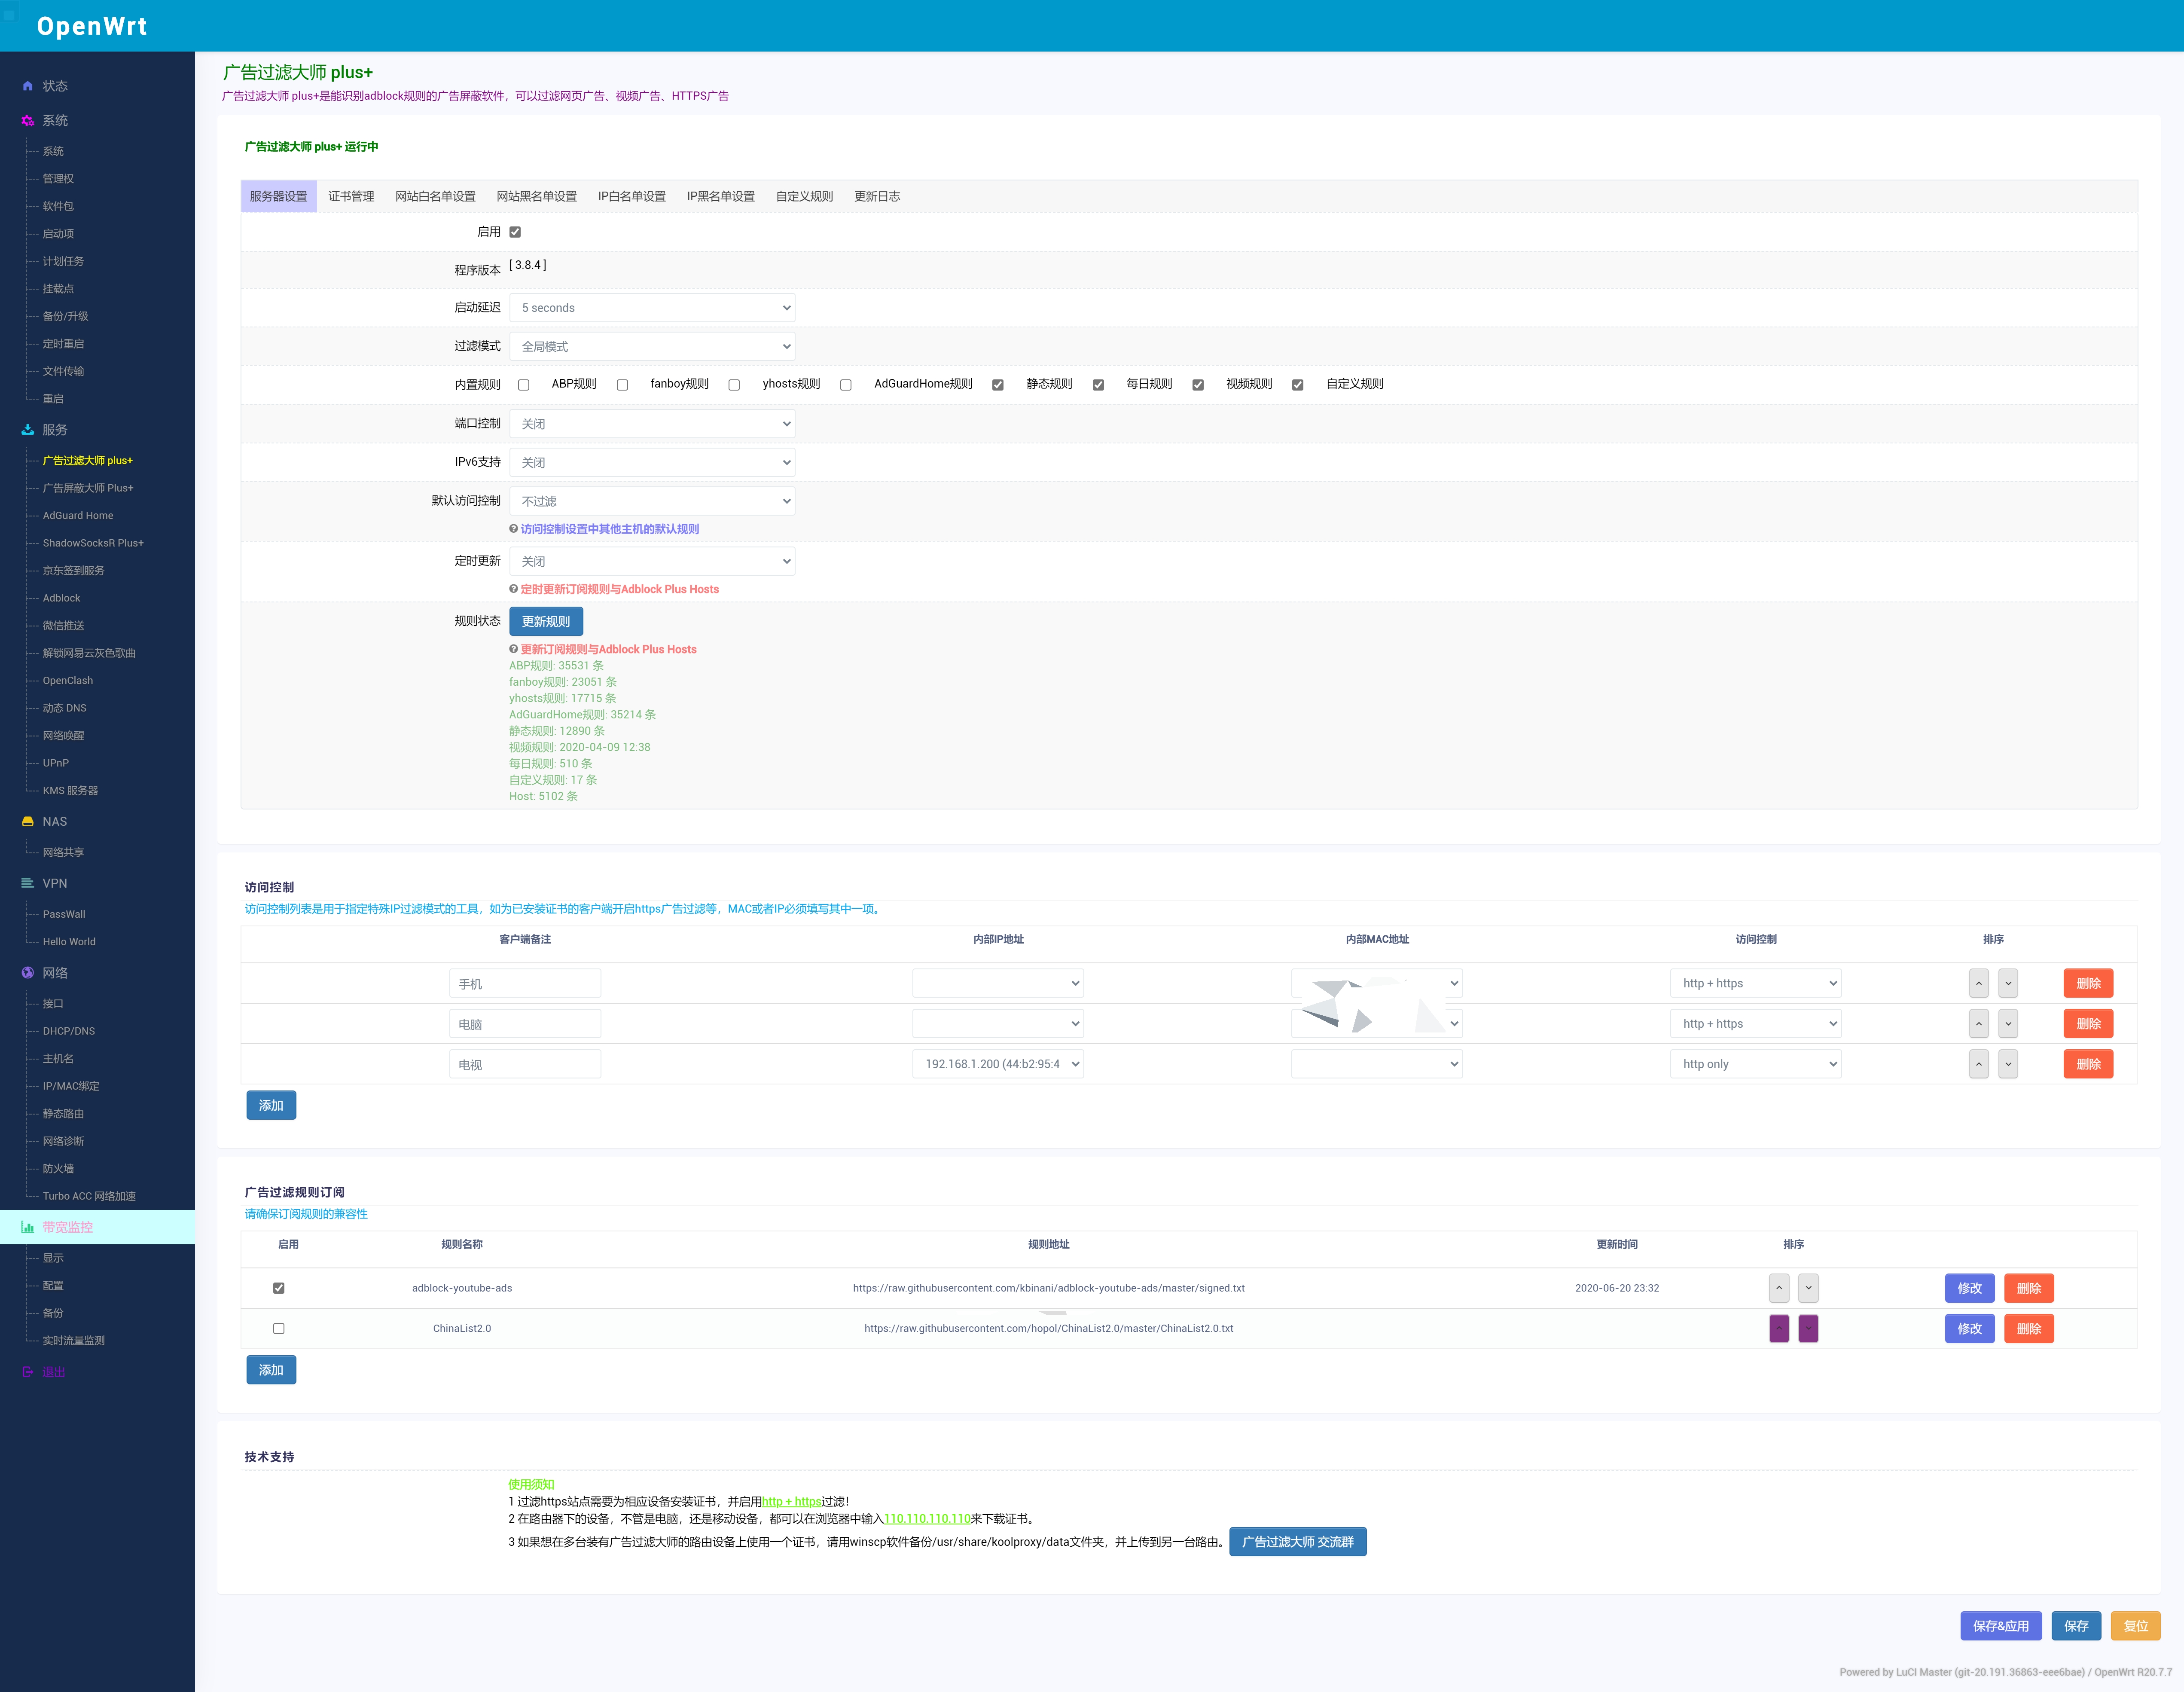 OpenWrt
状态
系统
系统
管理权
软件包
启动项
计划任务
挂载点
备份/升级
定时重启
文件传输
重启
服务
广告过滤大师 plus+
广告屏蔽大师 Plus+
AdGuard Home
ShadowSocksR Plus+
京东签到服务
Adblock
微信推送
解锁网易云灰色歌曲
OpenClash
动态 DNS
网络唤醒
UPnP
KMS 服务器
NAS
网络共享
VPN
PassWall
Hello World
网络
接口
DHCP/DNS
主机名
IP/MAC绑定
静态路由
网络诊断
防火墙
Turbo ACC 网络加速
带宽监控
显示
配置
备份
实时流量监测
退出
广告过滤大师 plus+
广告过滤大师 plus+是能识别adblock规则的广告屏蔽软件，可以过滤网页广告、视频广告、HTTPS广告
广告过滤大师 plus+ 运行中
服务器设置 证书管理 网站白名单设置 网站黑名单设置 IP白名单设置 IP黑名单设置 自定义规则 更新日志
启用
程序版本 [ 3.8.4 ]
启动延迟 5 seconds
过滤模式 全局模式
内置规则 ABP规则 fanboy规则 yhosts规则 AdGuardHome规则 静态规则 每日规则 视频规则 自定义规则
端口控制 关闭
IPv6支持 关闭
默认访问控制 不过滤
访问控制设置中其他主机的默认规则
定时更新 关闭
定时更新订阅规则与Adblock Plus Hosts
规则状态 更新规则
更新订阅规则与Adblock Plus Hosts
ABP规则: 35531 条
fanboy规则: 23051 条
yhosts规则: 17715 条
AdGuardHome规则: 35214 条
静态规则: 12890 条
视频规则: 2020-04-09 12:38
每日规则: 510 条
自定义规则: 17 条
Host: 5102 条
访问控制
访问控制列表是用于指定特殊IP过滤模式的工具，如为已安装证书的客户端开启https广告过滤等，MAC或者IP必须填写其中一项。
客户端备注 内部IP地址 内部MAC地址 访问控制 排序
手机 http + https 删除
电脑 http + https 删除
电视 192.168.1.200 (44:b2:95:4 http only 删除
添加
广告过滤规则订阅
请确保订阅规则的兼容性
启用 规则名称 规则地址 更新时间 排序
adblock-youtube-ads https://raw.githubusercontent.com/kbinani/adblock-youtube-ads/master/signed.txt 2020-06-20 23:32 修改 删除
ChinaList2.0 https://raw.githubusercontent.com/hopol/ChinaList2.0/master/ChinaList2.0.txt 修改 删除
添加
技术支持
使用须知
1 过滤https站点需要为相应设备安装证书，并启用http + https过滤！
2 在路由器下的设备，不管是电脑，还是移动设备，都可以在浏览器中输入110.110.110.110来下载证书。
3 如果想在多台装有广告过滤大师的路由设备上使用一个证书，请用winscp软件备份/usr/share/koolproxy/data文件夹，并上传到另一台路由。 广告过滤大师 交流群
保存&应用 保存 复位
Powered by LuCI Master (git-20.191.36863-eee6bae) / OpenWrt R20.7.7